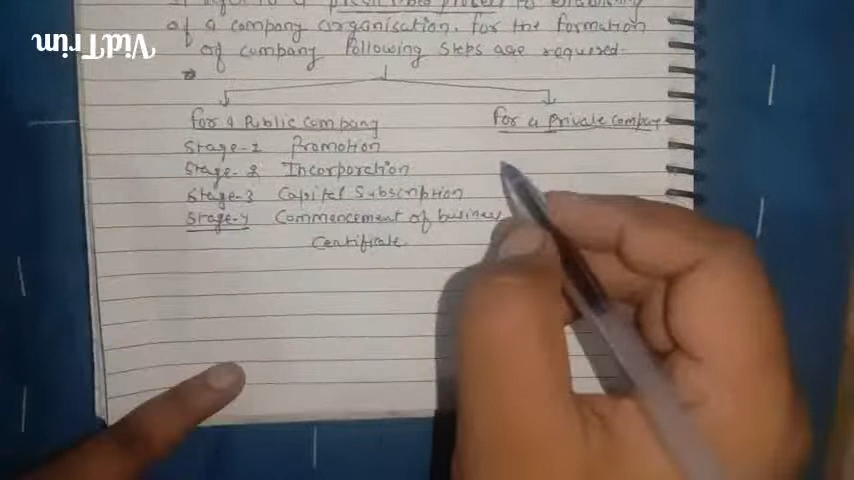 VidTrim
of a company organisation. for the formation
of company following steps are required.
for a Public company
for a Private company
Stage-1 Promotion
Stage-2 Incorporation
Stage-3 Capital Subscription
Stage-4 Commencement of business
Certificate.